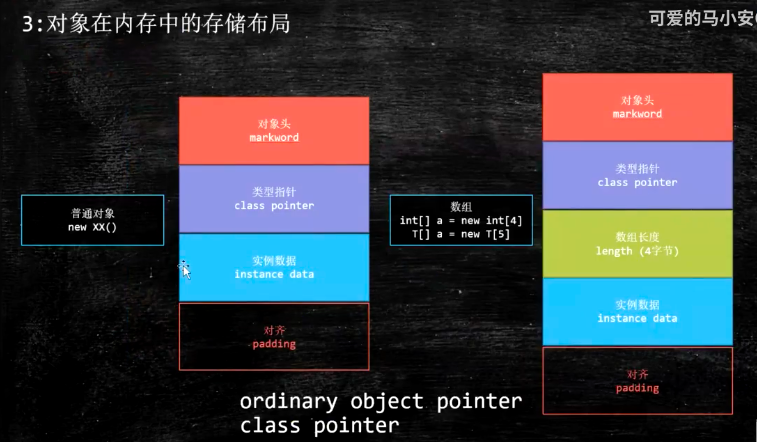 3:对象在内存中的存储布局
可爱的马小安
普通对象
new XX()
对象头
markword
类型指针
class pointer
实例数据
instance data
对齐
padding
数组
int[] a = new int[4]
T[] a = new T[5]
对象头
markword
类型指针
class pointer
数组长度
length (4字节)
实例数据
instance data
对齐
padding
ordinary object pointer
class pointer